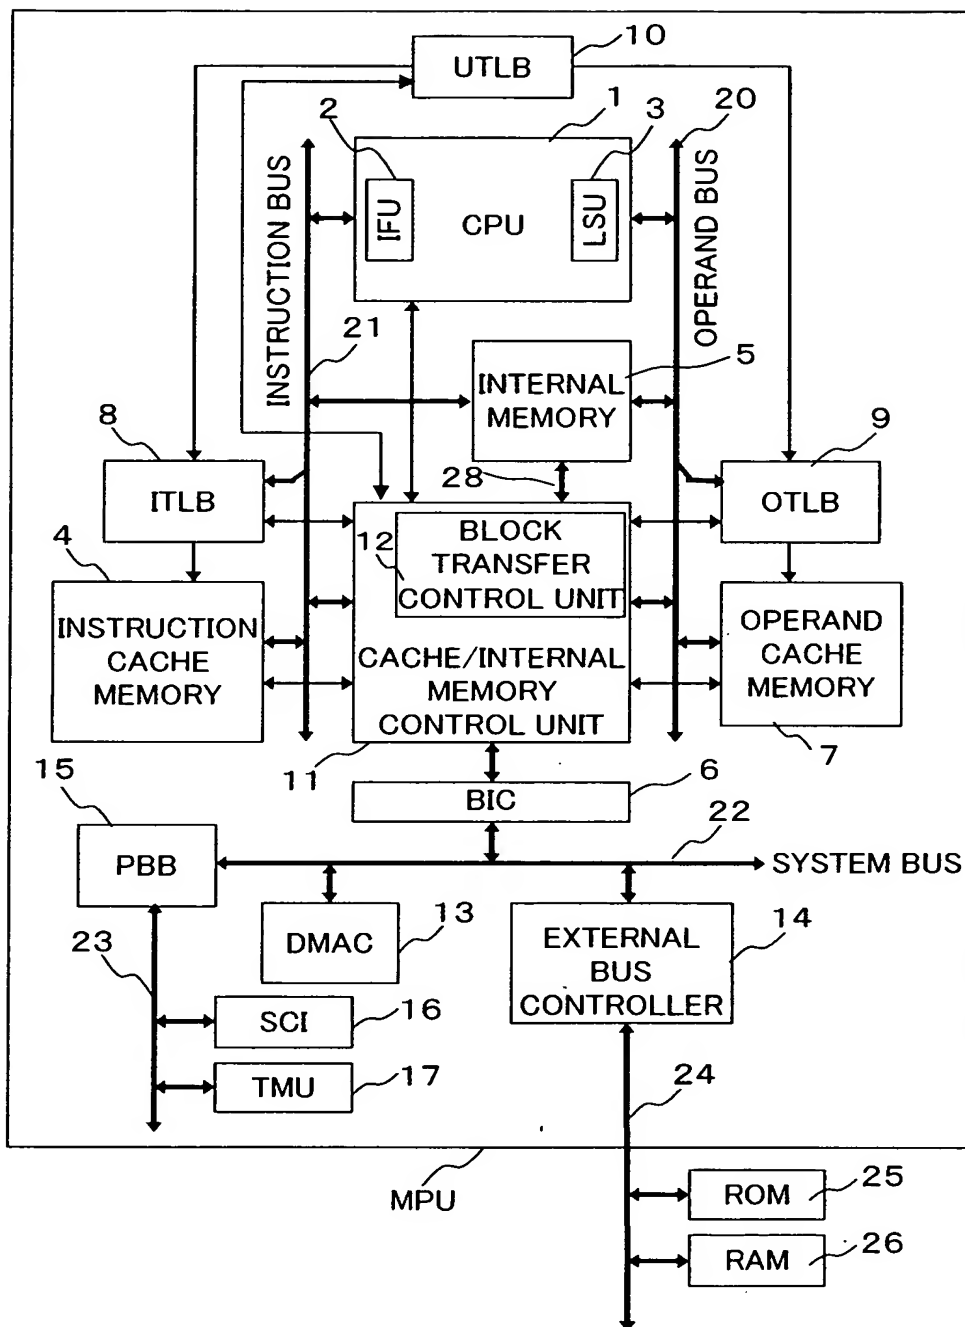 10
UTLB
1
20
2
3
INSTRUCTION BUS
IFU
CPU
LSU
OPERAND BUS
21
5
INTERNAL
MEMORY
8
9
28
ITLB
OTLB
4
12
BLOCK
TRANSFER
CONTROL UNIT
INSTRUCTION
CACHE
MEMORY
OPERAND
CACHE
MEMORY
CACHE/INTERNAL
MEMORY
CONTROL UNIT
11
7
15
6
BIC
22
PBB
SYSTEM BUS
13
14
DMAC
EXTERNAL
BUS
CONTROLLER
23
SCI
16
TMU
17
24
MPU
ROM
25
RAM
26